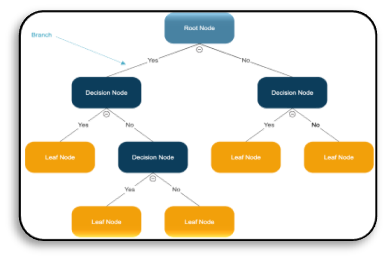 Root Node
Branch
Yes
No
Decision Node
Decision Node
Yes
No
Yes
No
Leaf Node
Decision Node
Leaf Node
Leaf Node
Yes
No
Leaf Node
Leaf Node